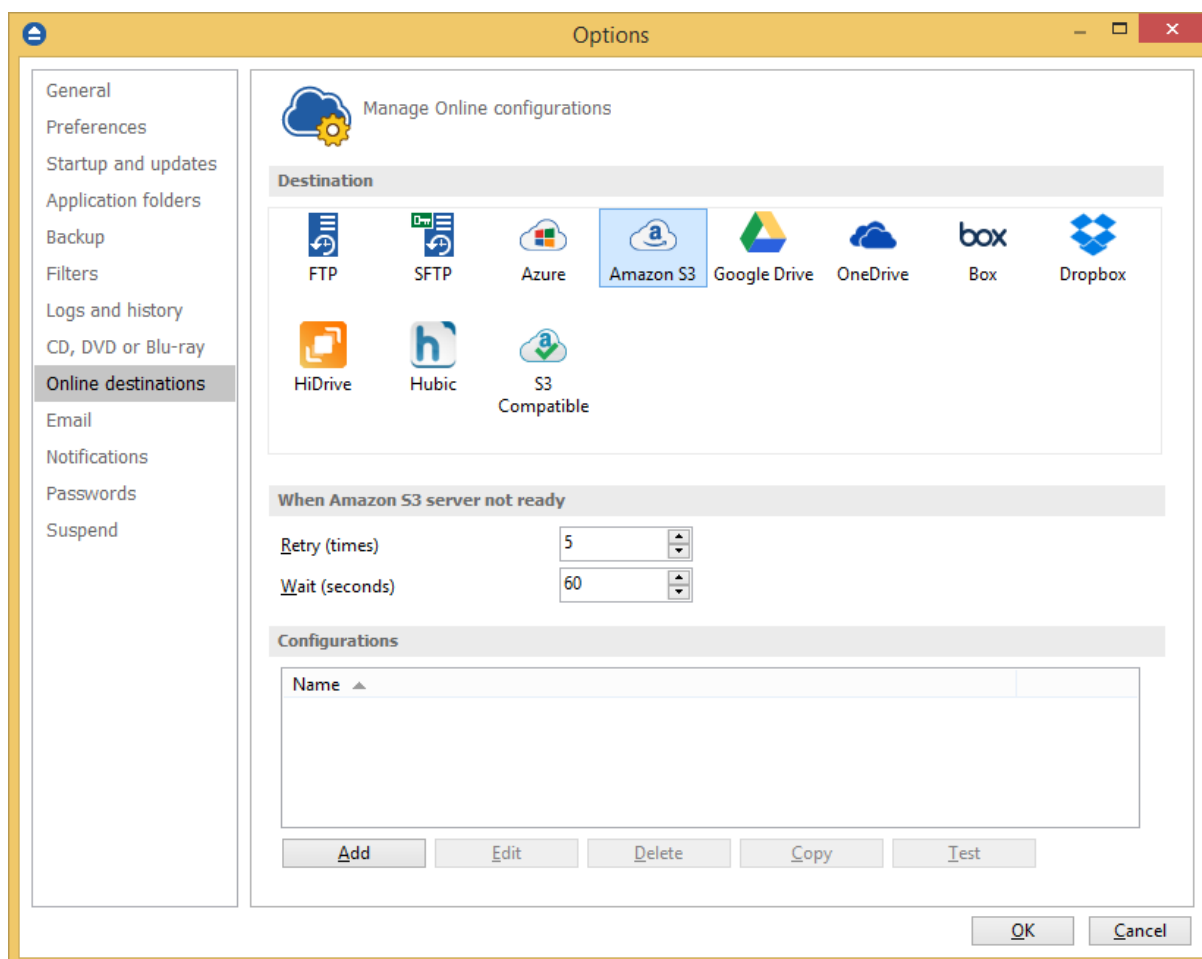 Options
General
Preferences
Startup and updates
Application folders
Backup
Filters
Logs and history
CD, DVD or Blu-ray
Online destinations
Email
Notifications
Passwords
Suspend
Manage Online configurations
Destination
FTP
SFTP
Azure
a
Amazon S3
Google Drive
OneDrive
box
Box
Dropbox
HiDrive
h
Hubic
a
S3
Compatible
When Amazon S3 server not ready
Retry (times) 5
Wait (seconds) 60
Configurations
Name
Add Edit Delete Copy Test
OK Cancel